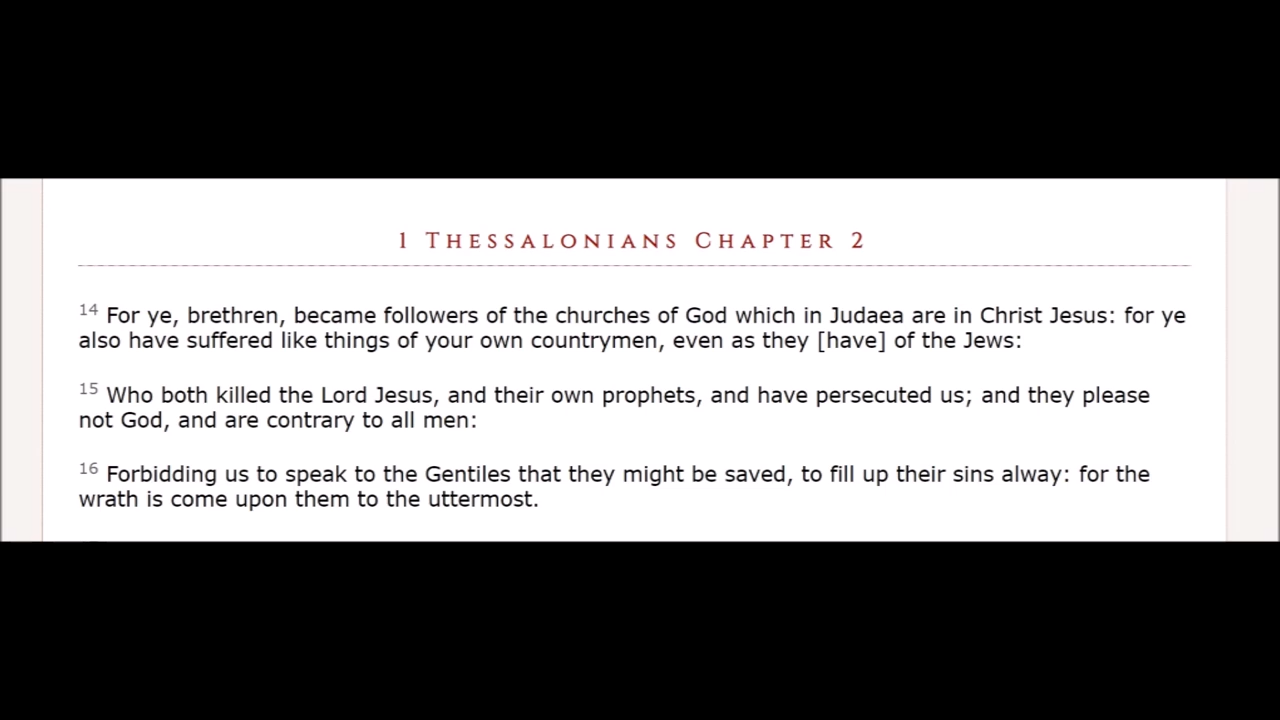 1 Thessalonians Chapter 2
14 For ye, brethren, became followers of the churches of God which in Judaea are in Christ Jesus: for ye
also have suffered like things of your own countrymen, even as they [have] of the Jews:
15 Who both killed the Lord Jesus, and their own prophets, and have persecuted us; and they please
not God, and are contrary to all men:
16 Forbidding us to speak to the Gentiles that they might be saved, to fill up their sins alway: for the
wrath is come upon them to the uttermost.